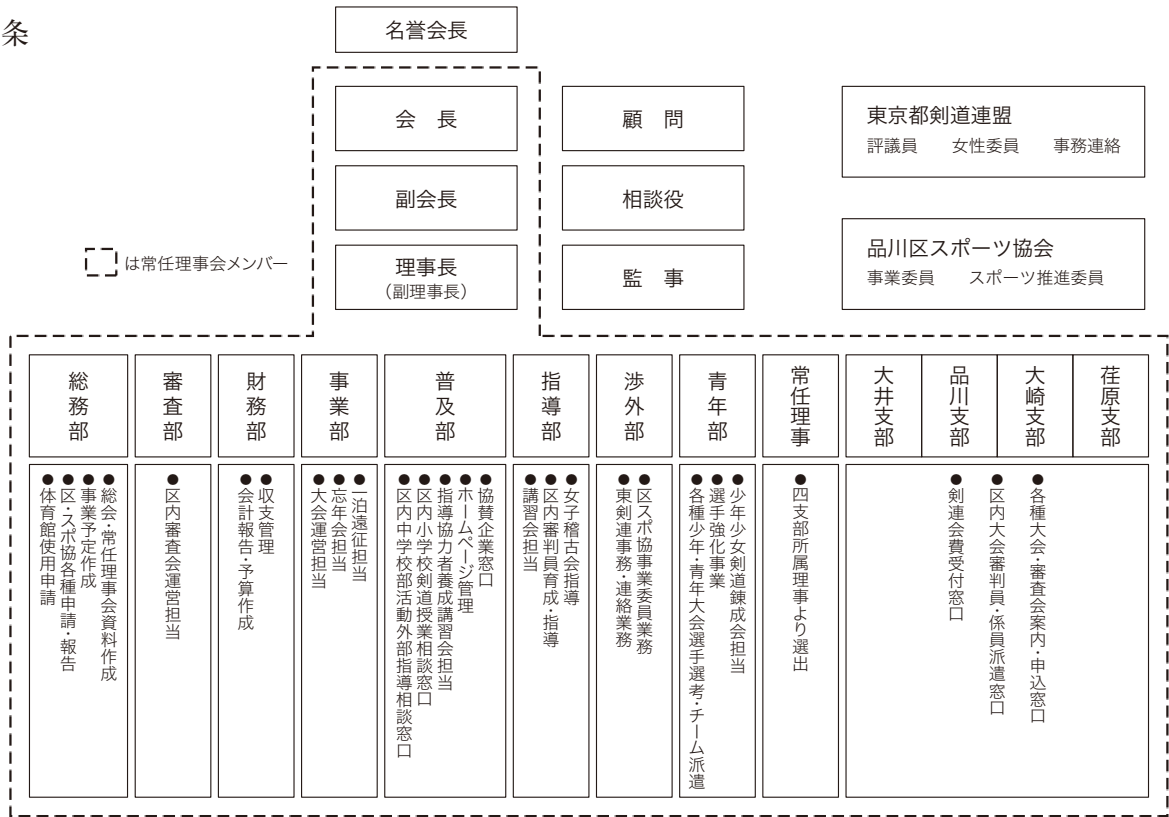 条
名誉会長
会　長
副会長
理事長
（副理事長）
顧　問
相談役
監　事
東京都剣道連盟
評議員　女性委員　事務連絡
品川区スポーツ協会
事業委員　スポーツ推進委員
は常任理事会メンバー
総務部
●総会・常任理事会資料作成
●事業予定作成
●区・スポ協各種申請・報告
●体育館使用申請
審査部
●区内審査会運営担当
財務部
●収支管理
●会計報告・予算作成
事業部
●一泊遠征担当
●忘年会担当
●大会運営担当
普及部
●協賛企業窓口
●ホームページ管理
●指導協力者養成講習会担当
●区内小学校剣道授業相談窓口
●区内中学校部活動外部指導相談窓口
指導部
●女子稽古会指導
●区内審判員育成・指導
●講習会担当
渉外部
●区スポ協事業委員業務
●東剣連事務・連絡業務
青年部
●少年少女剣道錬成会担当
●選手強化事業
●各種少年・青年大会選手選考・チーム派遣
常任理事
●四支部所属理事より選出
大井支部
品川支部
大崎支部
荏原支部
●各種大会・審査会案内・申込窓口
●区内大会審判員・係員派遣窓口
●剣連会費受付窓口